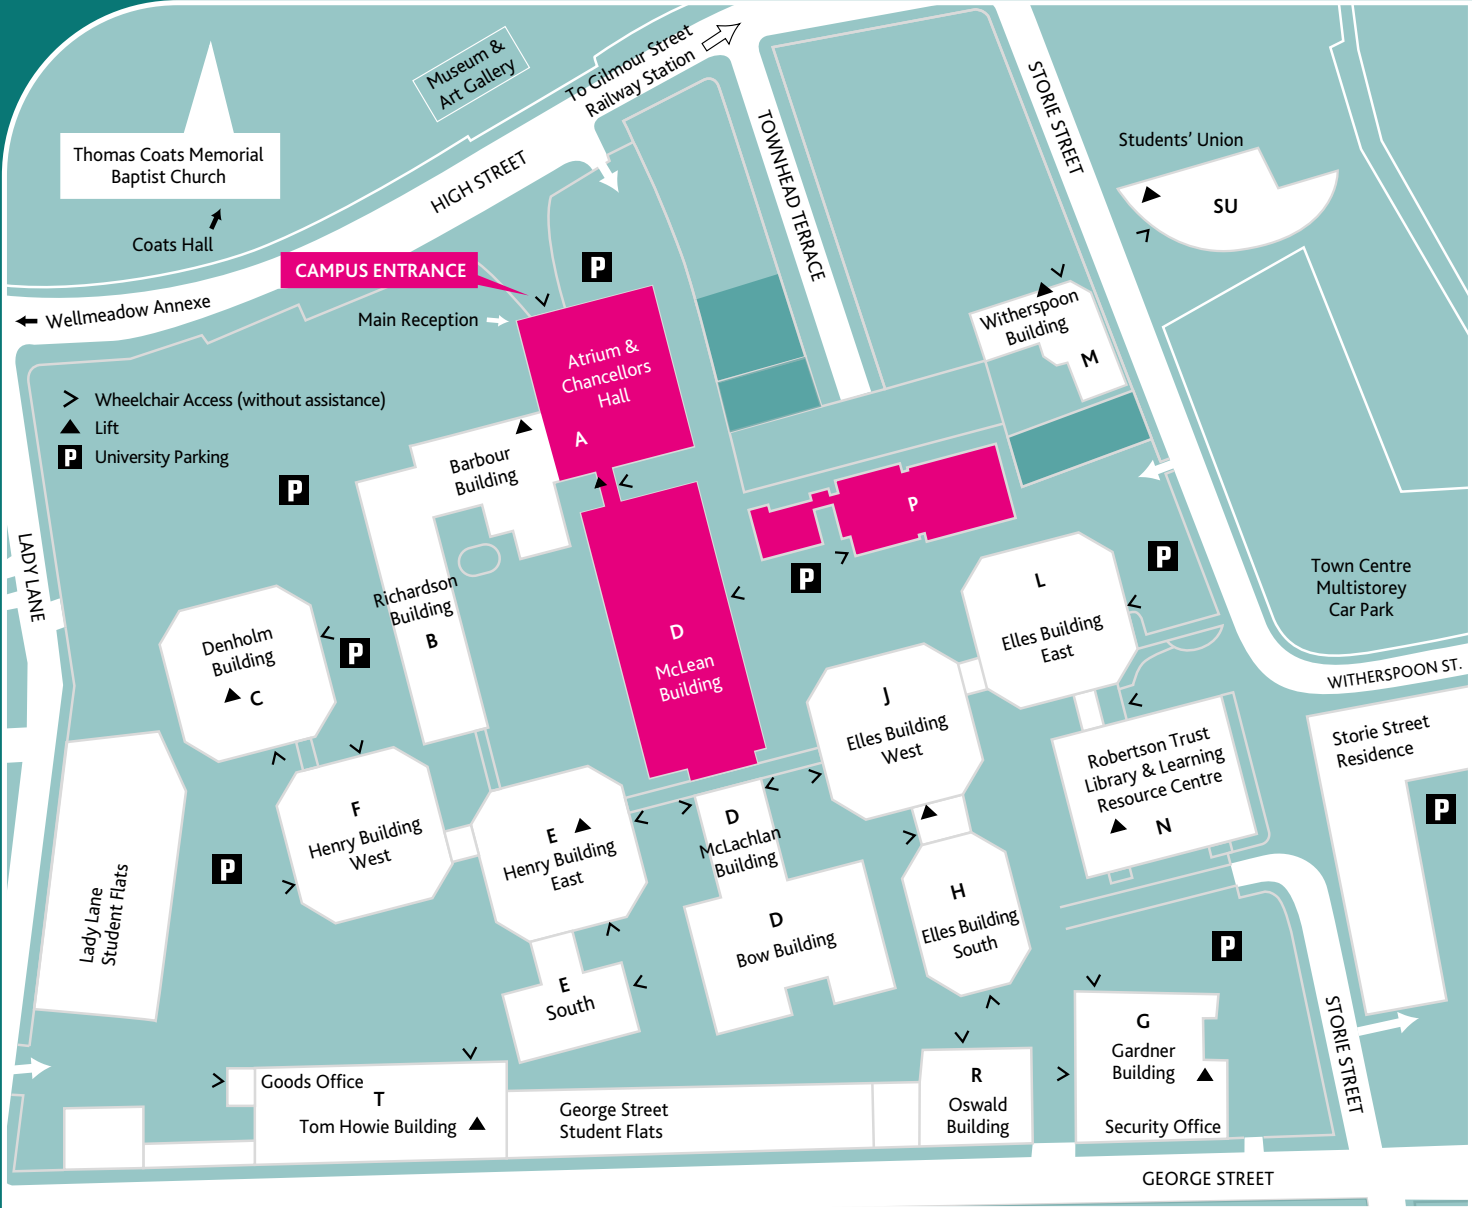 Museum &
Art Gallery
To Gilmour Street
Railway Station
Thomas Coats Memorial
Baptist Church
Coats Hall
HIGH STREET
TOWNHEAD TERRACE
STORIE STREET
Students' Union
SU
CAMPUS ENTRANCE
P
Wellmeadow Annexe
Main Reception
Witherspoon
Building
M
Atrium &
Chancellors
Hall
A
Wheelchair Access (without assistance)
Lift
P University Parking
P
Barbour
Building
P
P
P
LADY LANE
Richardson
Building
B
Denholm
Building
C
P
D
McLean
Building
L
Elles Building
East
Town Centre
Multistorey
Car Park
WITHERSPOON ST.
J
Elles Building
West
Robertson Trust
Library & Learning
Resource Centre
N
Storie Street
Residence
P
F
Henry Building
West
E
Henry Building
East
D
McLachlan
Building
P
Lady Lane
Student Flats
D
Bow Building
H
Elles Building
South
P
E
South
STORIE STREET
G
Gardner
Building
Security Office
Goods Office
T
Tom Howie Building
George Street
Student Flats
R
Oswald
Building
GEORGE STREET